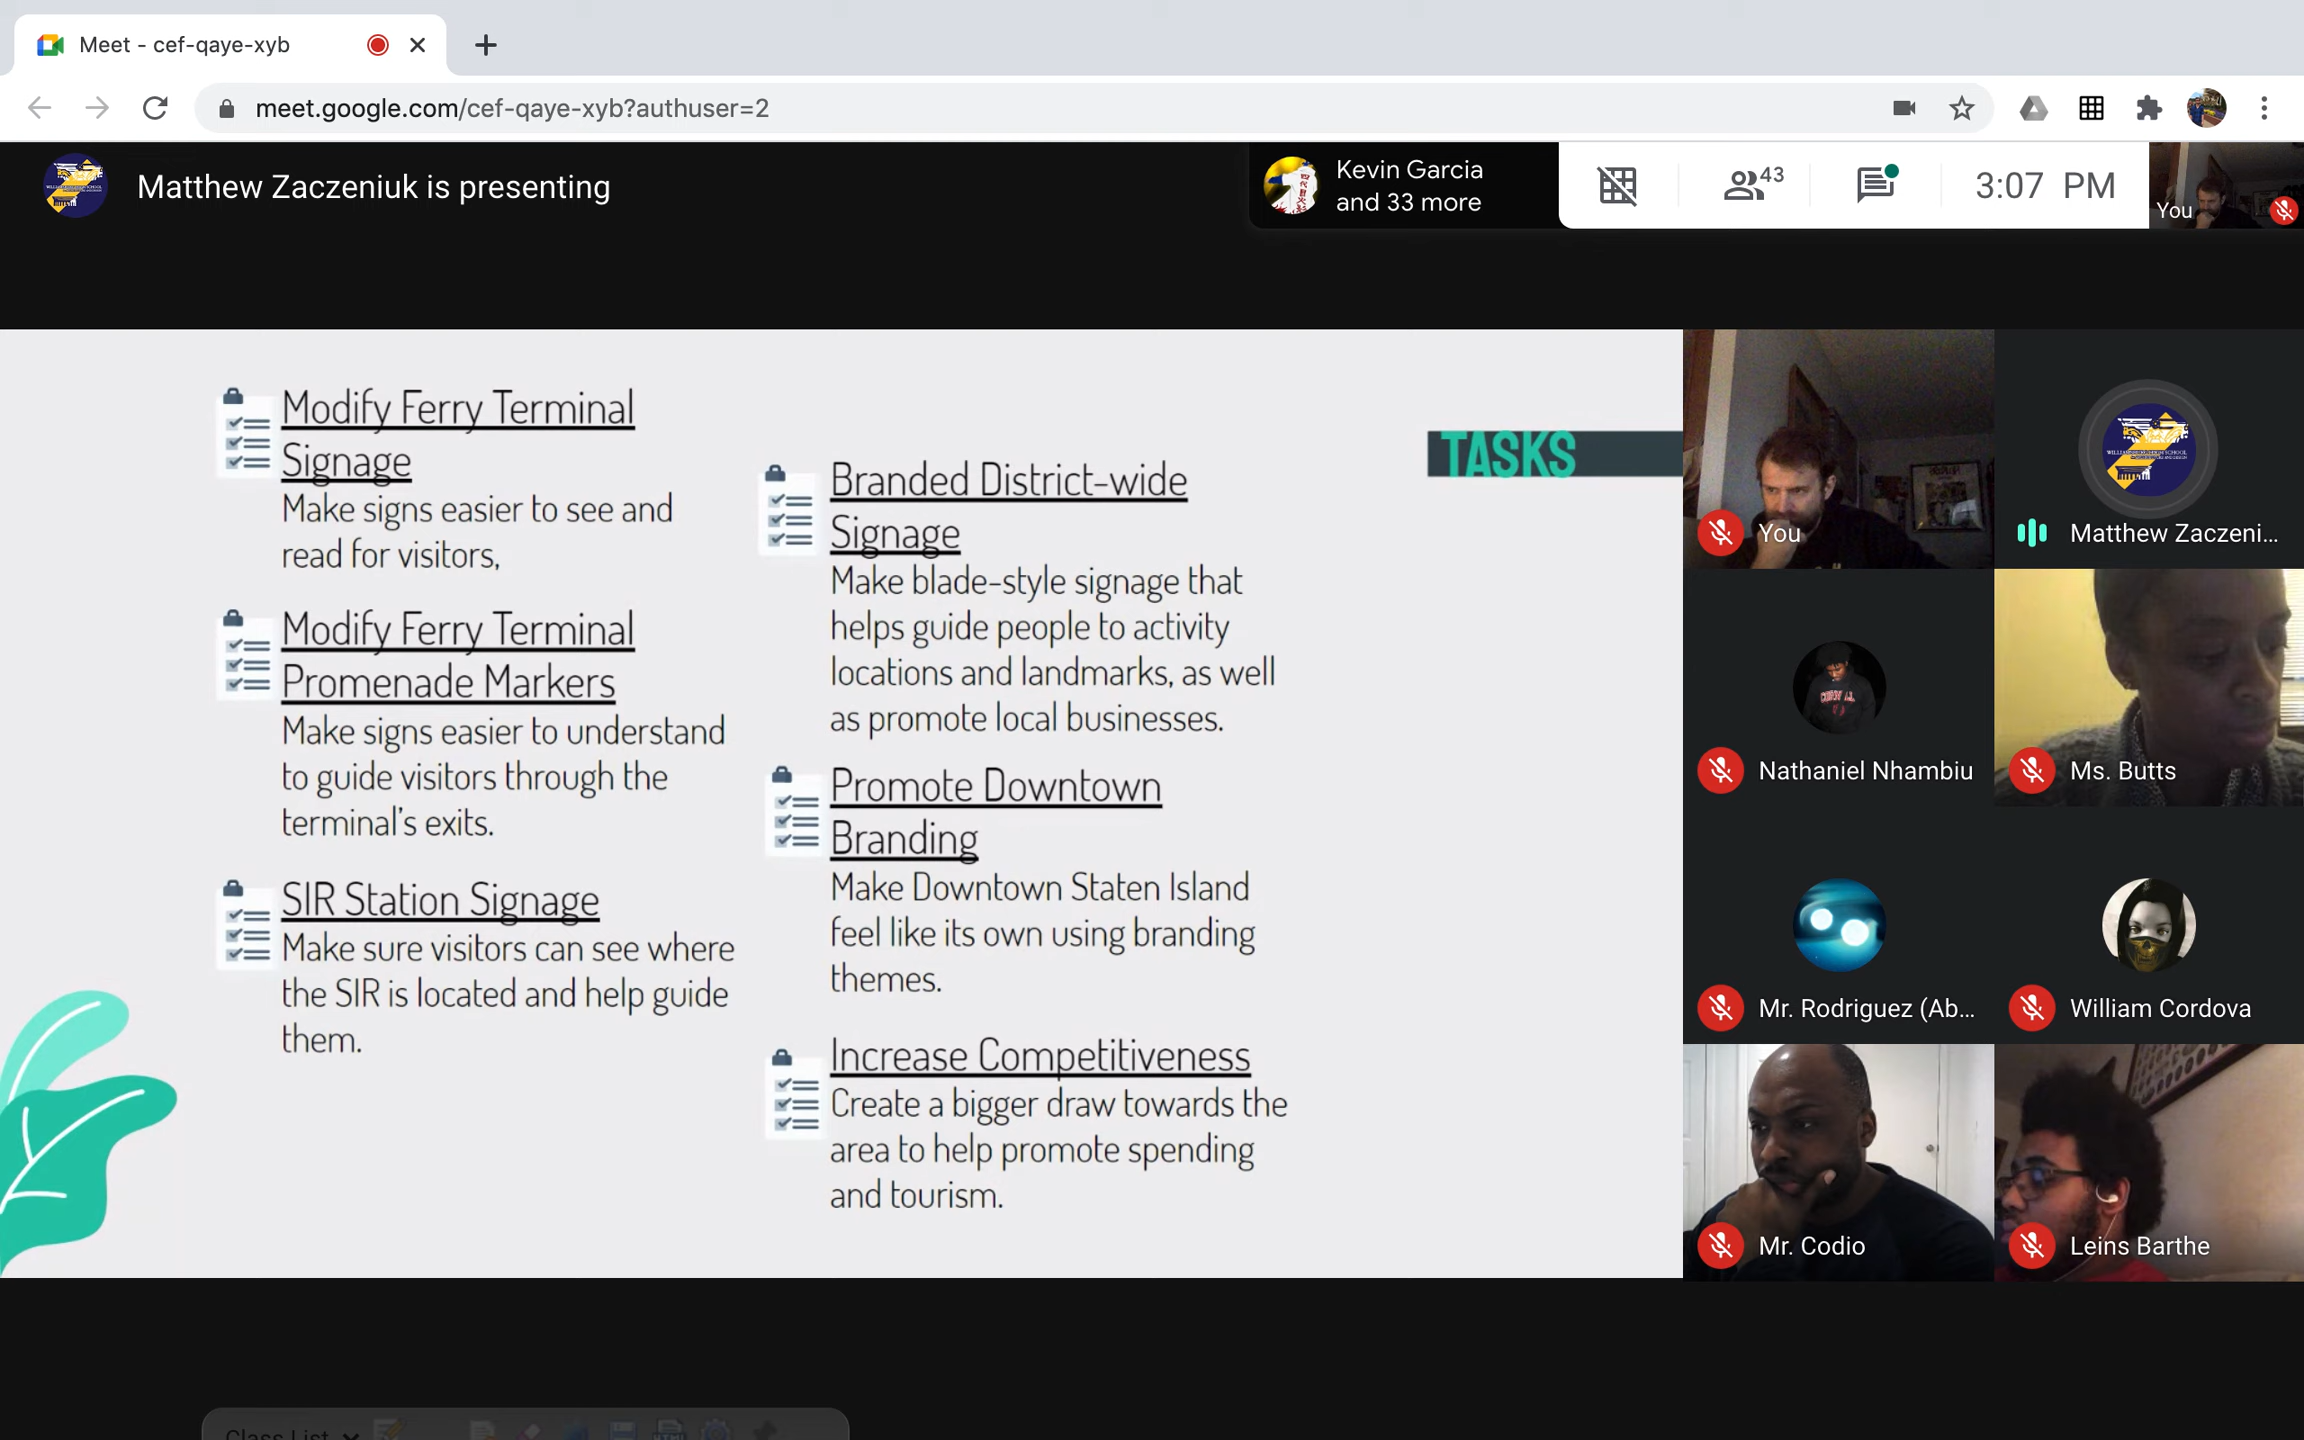 Meet - cef-qaye-xyb
meet.google.com/cef-qaye-xyb?authuser=2
Matthew Zaczeniuk is presenting
Kevin Garcia
and 33 more
43
3:07 PM
You
Modify Ferry Terminal
Signage
Make signs easier to see and
read for visitors,
Modify Ferry Terminal
Promenade Markers
Make signs easier to understand
to guide visitors through the
terminal's exits.
SIR Station Signage
Make sure visitors can see where
the SIR is located and help guide
them.
Branded District-wide
Signage
Make blade-style signage that
helps guide people to activity
locations and landmarks, as well
as promote local businesses.
Promote Downtown
Branding
Make Downtown Staten Island
feel like its own using branding
themes.
Increase Competitiveness
Create a bigger draw towards the
area to help promote spending
and tourism.
TASKS
You
Matthew Zaczeni...
Nathaniel Nhambiu
Ms. Butts
Mr. Rodriguez (Ab...
William Cordova
Mr. Codio
Leins Barthe
Class List